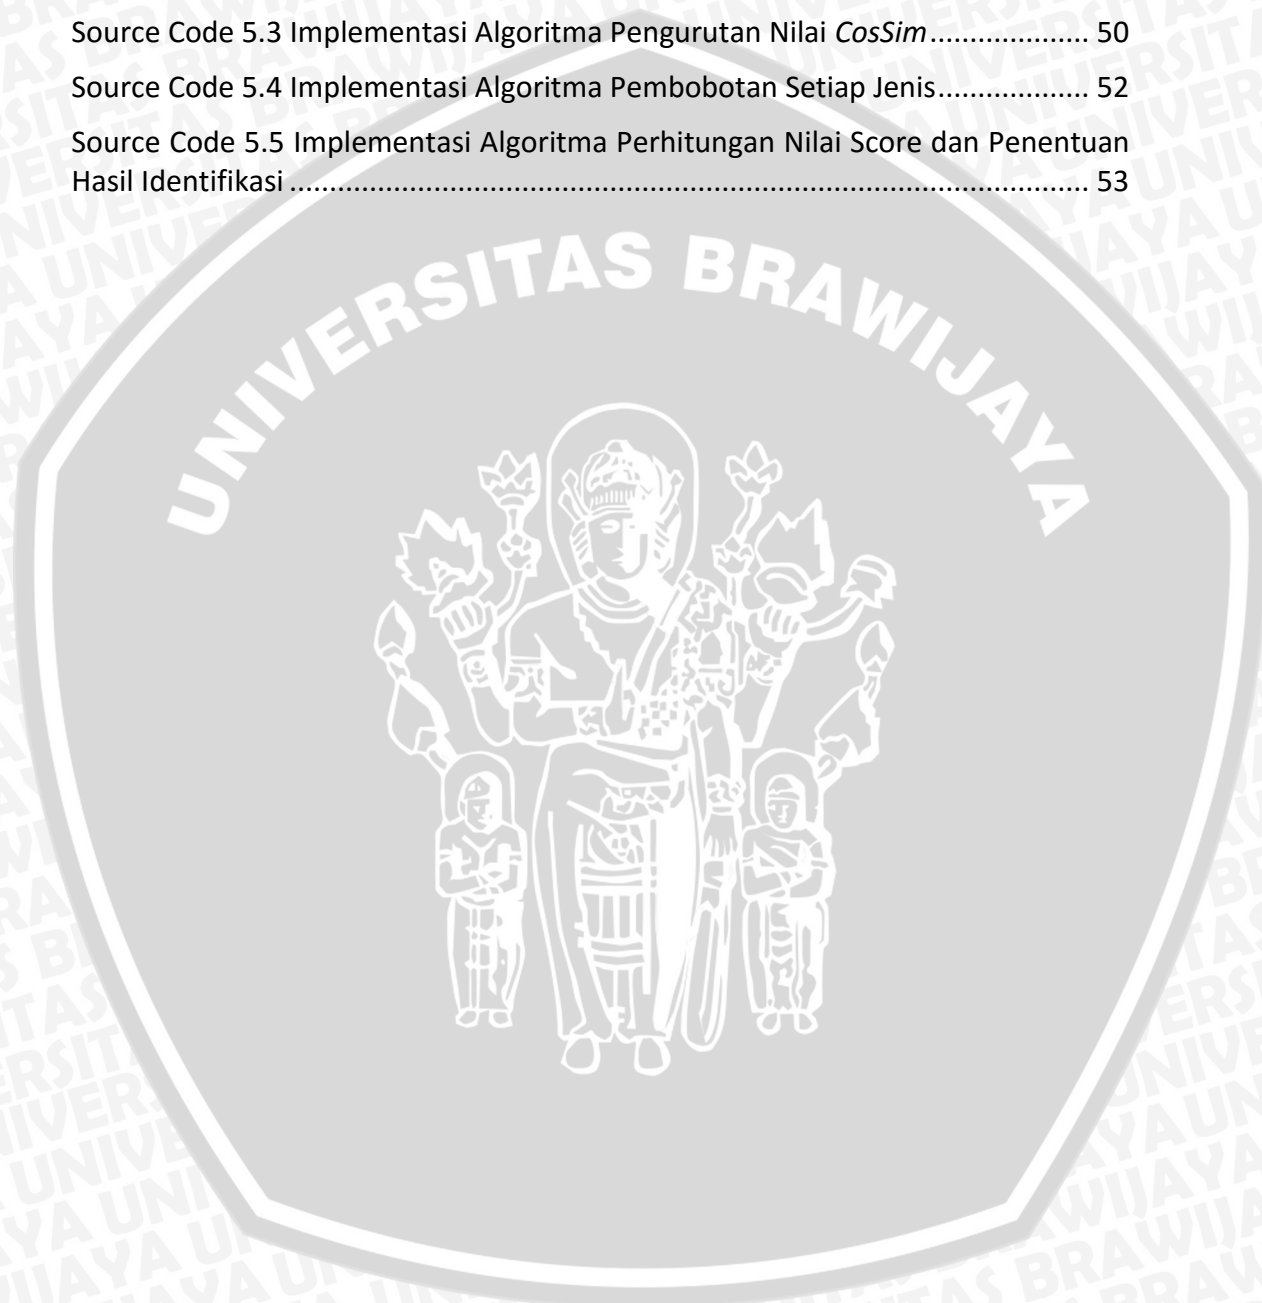 Source Code 5.3 Implementasi Algoritma Pengurutan Nilai CosSim .................... 50
Source Code 5.4 Implementasi Algoritma Pembobotan Setiap Jenis ................... 52
Source Code 5.5 Implementasi Algoritma Perhitungan Nilai Score dan Penentuan
Hasil Identifikasi .................................................................................................... 53
UNIVERSITAS BRAWIJAYA